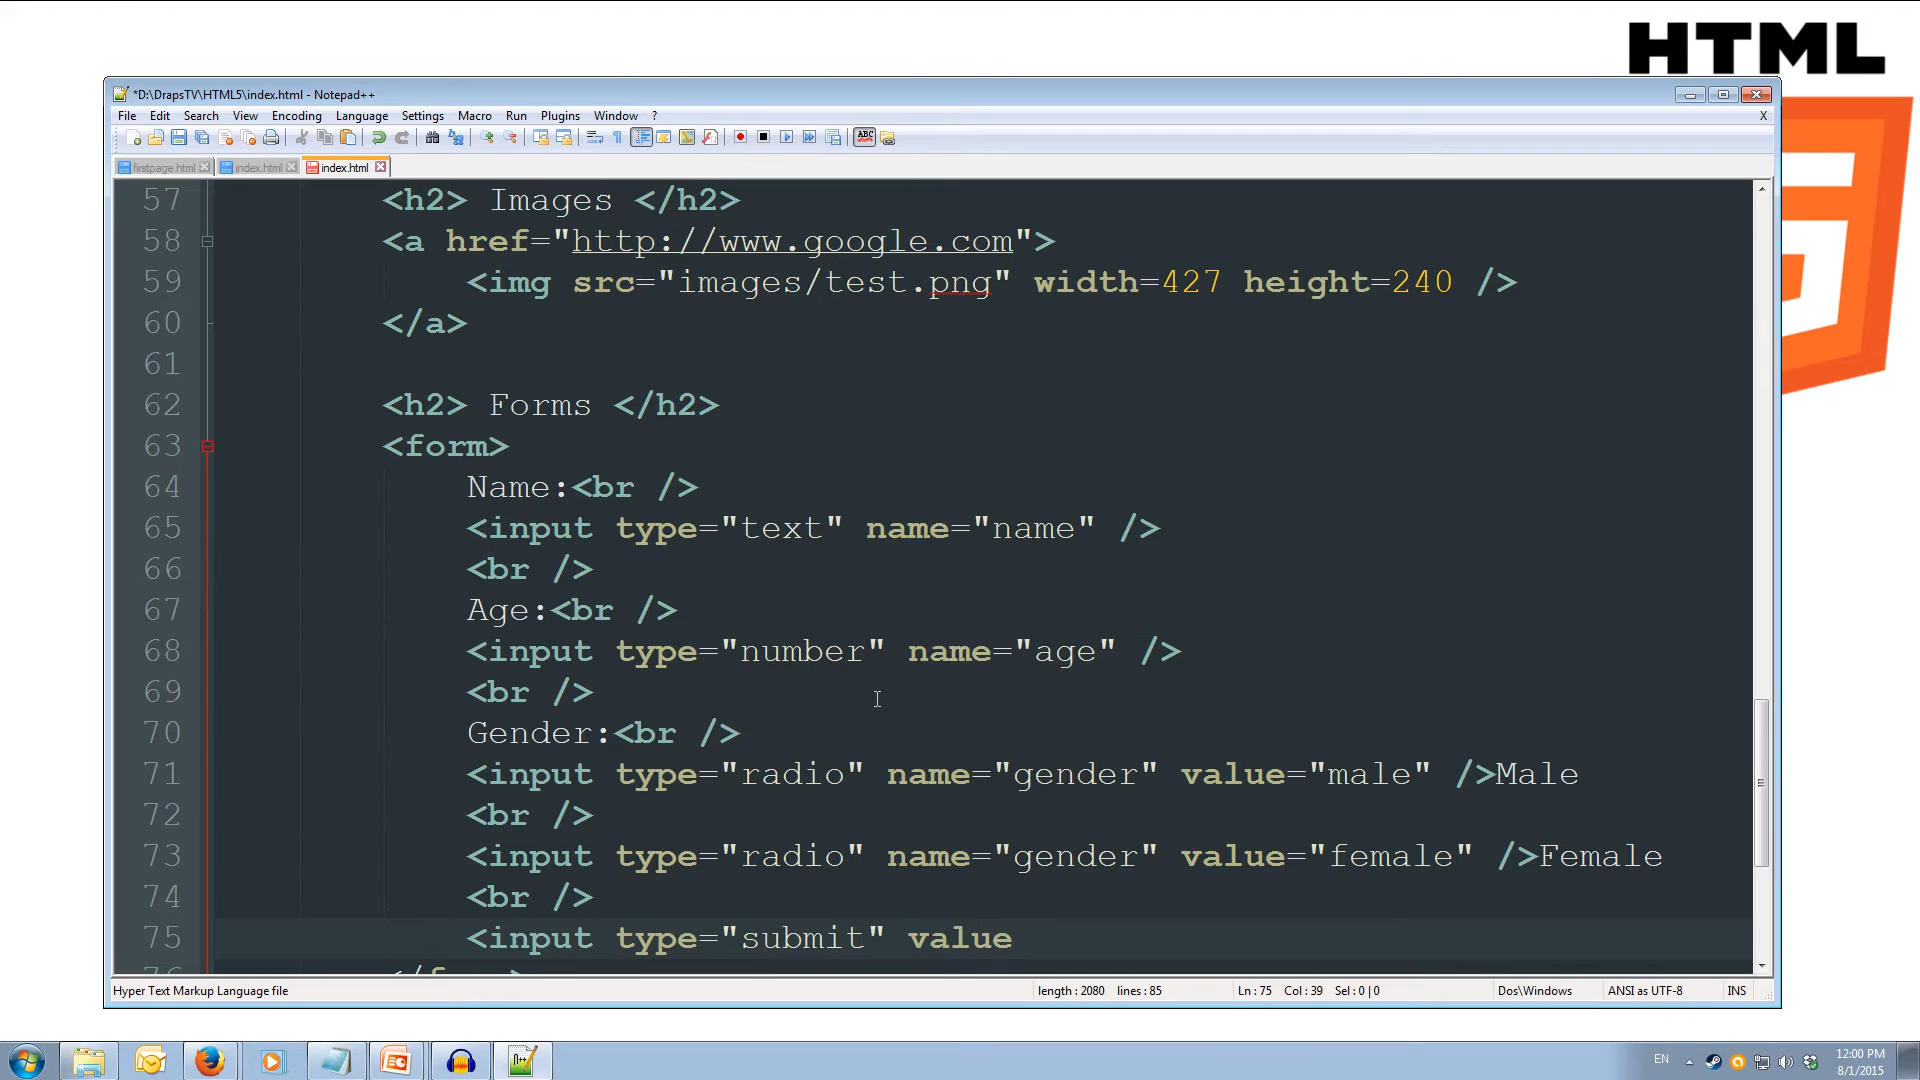 HTML
*D:\DrapsTV\HTML5\index.html - Notepad++
File Edit Search View Encoding Language Settings Macro Run Plugins Window ? X
ABC
firstpage.html index.html index.html
57 <h2> Images </h2>
58 <a href="http://www.google.com">
59 <img src="images/test.png" width=427 height=240 />
60 </a>
61
62 <h2> Forms </h2>
63 <form>
64 Name:<br />
65 <input type="text" name="name" />
66 <br />
67 Age:<br />
68 <input type="number" name="age" />
69 <br />
70 Gender:<br />
71 <input type="radio" name="gender" value="male" />Male
72 <br />
73 <input type="radio" name="gender" value="female" />Female
74 <br />
75 <input type="submit" value
Hyper Text Markup Language file length : 2080 lines : 85 Ln : 75 Col : 39 Sel : 0 | 0 Dos\Windows ANSI as UTF-8 INS
EN 12:00 PM
8/1/2015